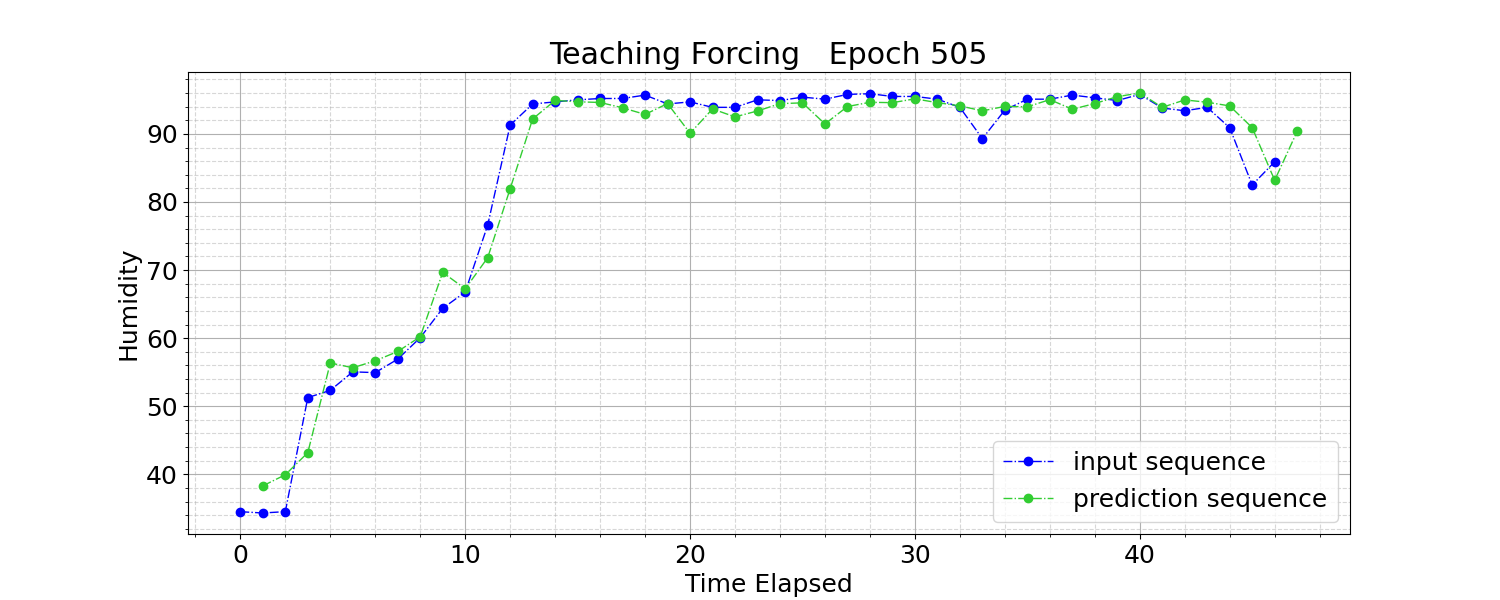 Teaching Forcing   Epoch 505
90
80
70
60
50
40
Humidity
input sequence
prediction sequence
0 10 20 30 40
Time Elapsed